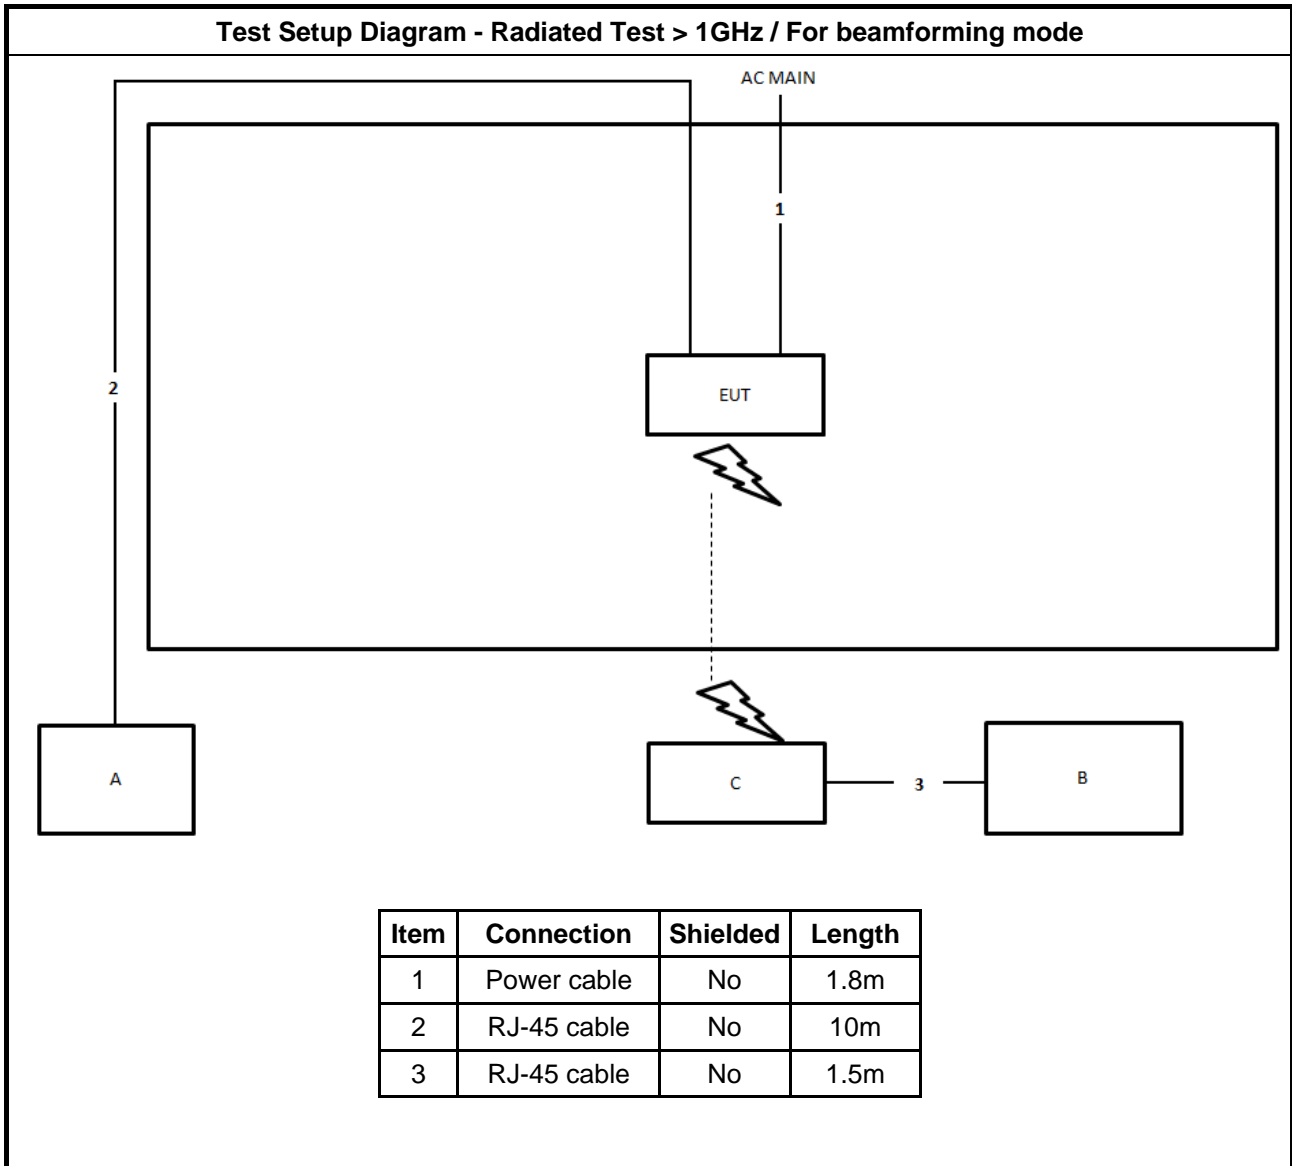 Test Setup Diagram - Radiated Test > 1GHz / For beamforming mode
AC MAIN
1
2
EUT
A
C
3
B
Item Connection Shielded Length
1 Power cable No 1.8m
2 RJ-45 cable No 10m
3 RJ-45 cable No 1.5m